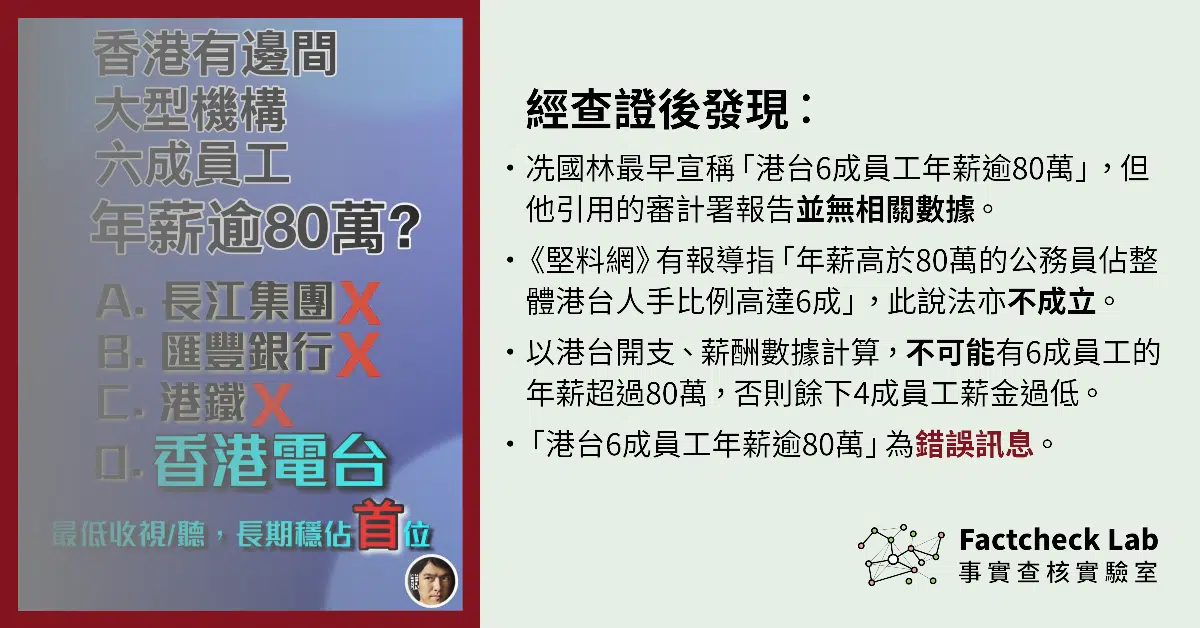 香港有邊間
大型機構
六成員工
年薪逾80萬?
A. 長江集團X
B. 匯豐銀行X
C. 港鐵X
D. 香港電台
最低收視/聽，長期穩佔首位
經查證後發現：
・冼國林最早宣稱「港台6成員工年薪逾80萬」，但
他引用的審計署報告並無相關數據。
・《堅料網》有報導指「年薪高於80萬的公務員佔整
體港台人手比例高達6成」，此說法亦不成立。
・以港台開支、薪酬數據計算，不可能有6成員工的
年薪超過80萬，否則餘下4成員工薪金過低。
・「港台6成員工年薪逾80萬」為錯誤訊息。
Factcheck Lab
事實查核實驗室